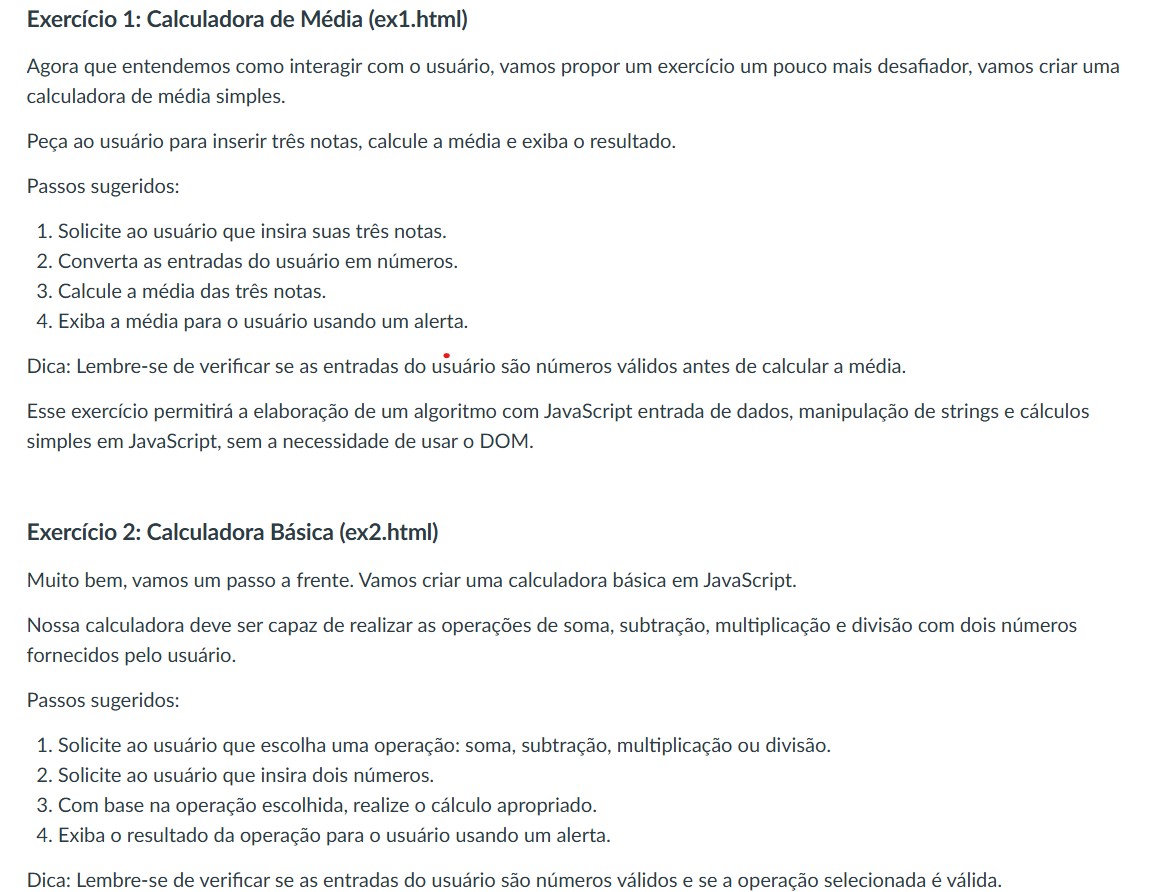 Exercício 1: Calculadora de Média (ex1.html)
Agora que entendemos como interagir com o usuário, vamos propor um exercício um pouco mais desafiador, vamos criar uma
calculadora de média simples.
Peça ao usuário para inserir três notas, calcule a média e exiba o resultado.
Passos sugeridos:
1. Solicite ao usuário que insira suas três notas.
2. Converta as entradas do usuário em números.
3. Calcule a média das três notas.
4. Exiba a média para o usuário usando um alerta.
Dica: Lembre-se de verificar se as entradas do usuário são números válidos antes de calcular a média.
Esse exercício permitirá a elaboração de um algoritmo com JavaScript entrada de dados, manipulação de strings e cálculos
simples em JavaScript, sem a necessidade de usar o DOM.
Exercício 2: Calculadora Básica (ex2.html)
Muito bem, vamos um passo a frente. Vamos criar uma calculadora básica em JavaScript.
Nossa calculadora deve ser capaz de realizar as operações de soma, subtração, multiplicação e divisão com dois números
fornecidos pelo usuário.
Passos sugeridos:
1. Solicite ao usuário que escolha uma operação: soma, subtração, multiplicação ou divisão.
2. Solicite ao usuário que insira dois números.
3. Com base na operação escolhida, realize o cálculo apropriado.
4. Exiba o resultado da operação para o usuário usando um alerta.
Dica: Lembre-se de verificar se as entradas do usuário são números válidos e se a operação selecionada é válida.